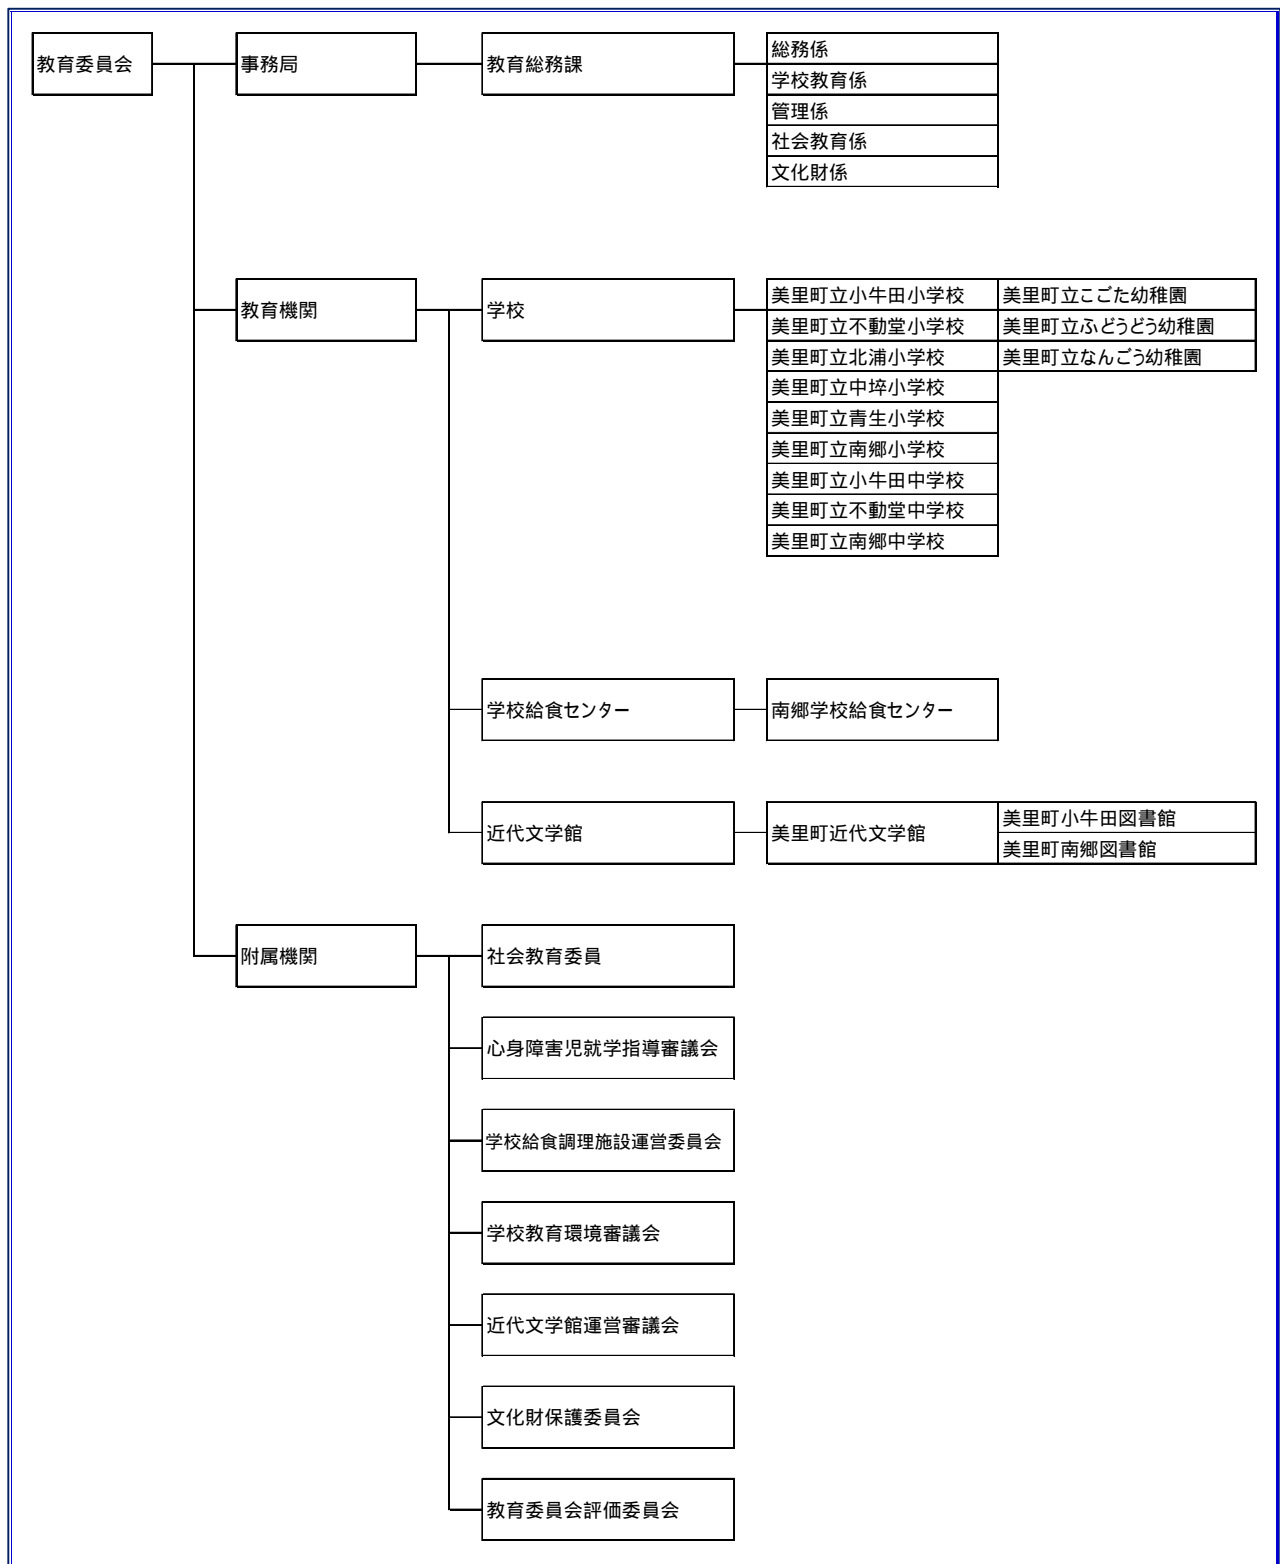 教育委員会
事務局
教育総務課
総務係
学校教育係
管理係
社会教育係
文化財係
教育機関
学校
美里町立小牛田小学校
美里町立こごた幼稚園
美里町立不動堂小学校
美里町立ふどうどう幼稚園
美里町立北浦小学校
美里町立なんごう幼稚園
美里町立中埣小学校
美里町立青生小学校
美里町立南郷小学校
美里町立小牛田中学校
美里町立不動堂中学校
美里町立南郷中学校
学校給食センター
南郷学校給食センター
近代文学館
美里町近代文学館
美里町小牛田図書館
美里町南郷図書館
附属機関
社会教育委員
心身障害児就学指導審議会
学校給食調理施設運営委員会
学校教育環境審議会
近代文学館運営審議会
文化財保護委員会
教育委員会評価委員会